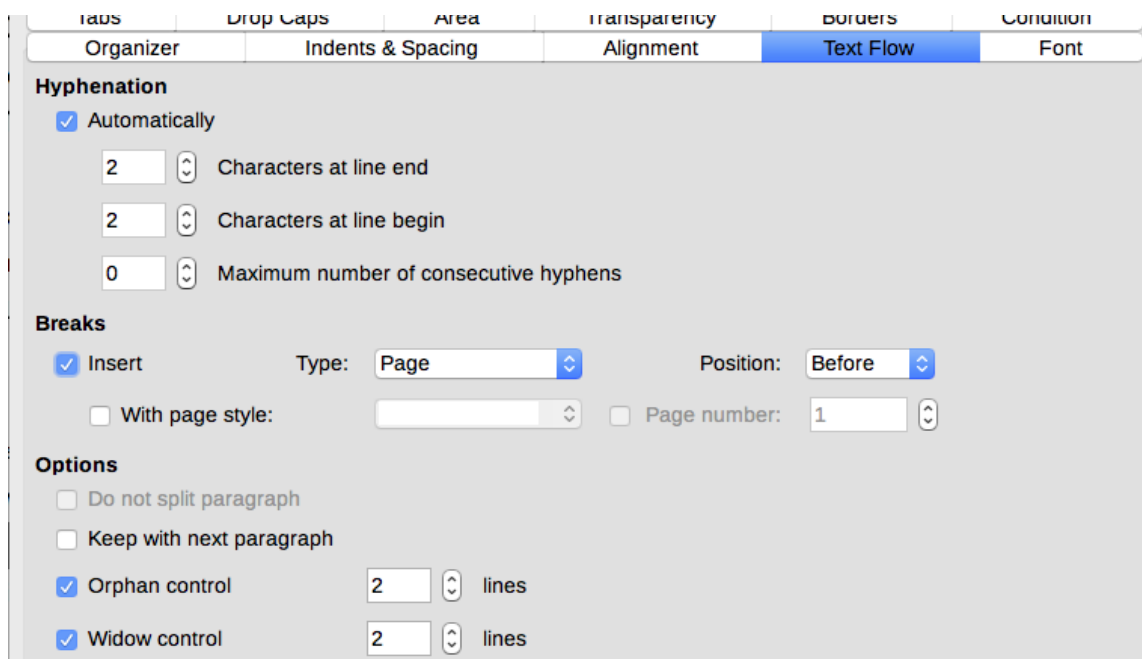 Tabs Drop Caps Area Transparency Borders Condition
Organizer Indents & Spacing Alignment Text Flow Font
Hyphenation
Automatically
2 Characters at line end
2 Characters at line begin
0 Maximum number of consecutive hyphens
Breaks
Insert Type: Page Position: Before
With page style: Page number: 1
Options
Do not split paragraph
Keep with next paragraph
Orphan control 2 lines
Widow control 2 lines